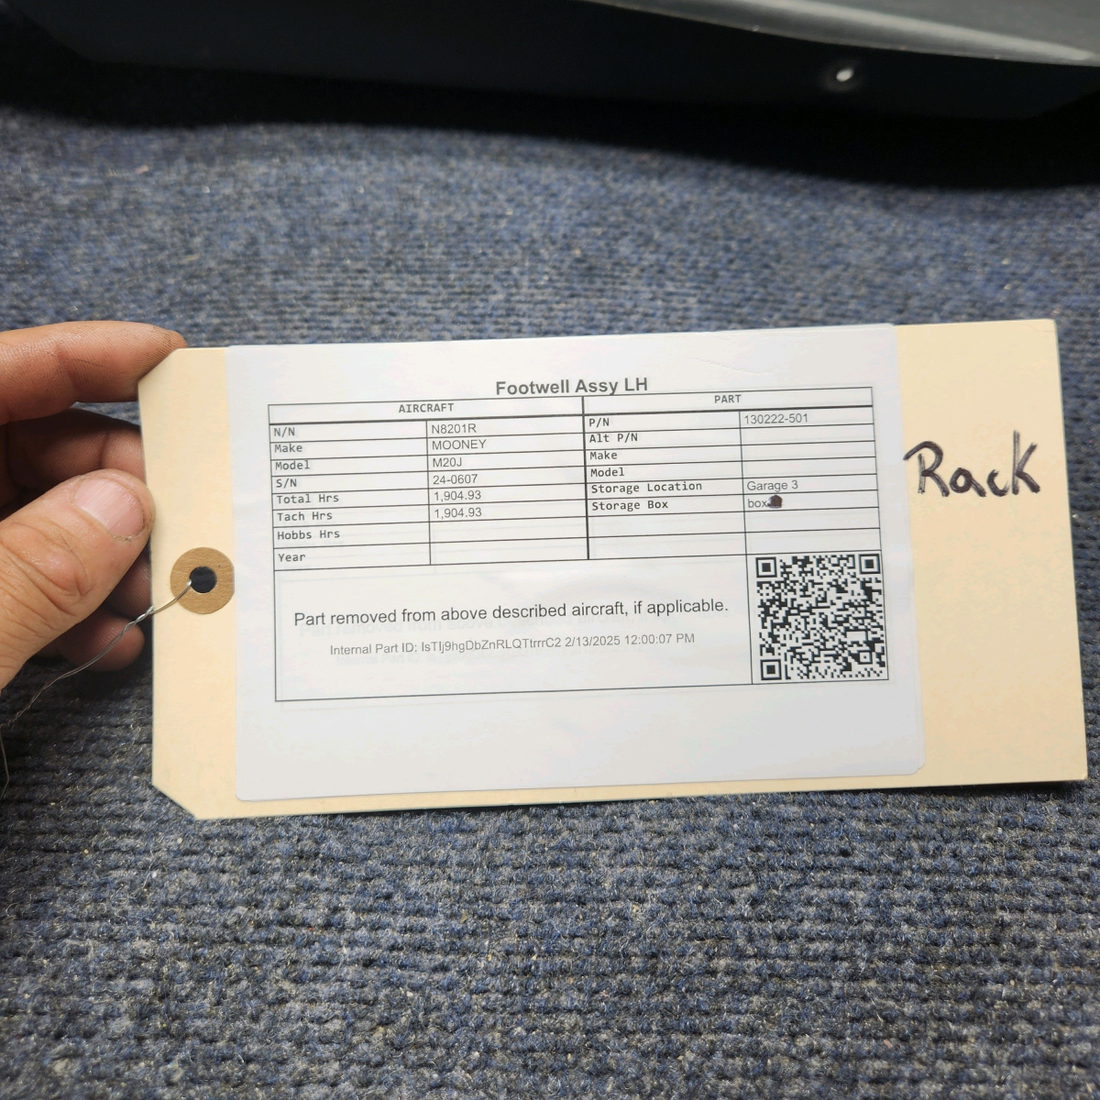 Footwell Assy LH
AIRCRAFT PART
N/N N8201R P/N 130222-501
Make MOONEY Alt P/N
Model M20J Make
S/N 24-0607 Model
Total Hrs 1,904.93 Storage Location Garage 3
Tach Hrs 1,904.93 Storage Box box
Hobbs Hrs
Year
Part removed from above described aircraft, if applicable.
Internal Part ID: IsTIj9hgDbZnRLQTtrrrC2 2/13/2025 12:00:07 PM
Rack